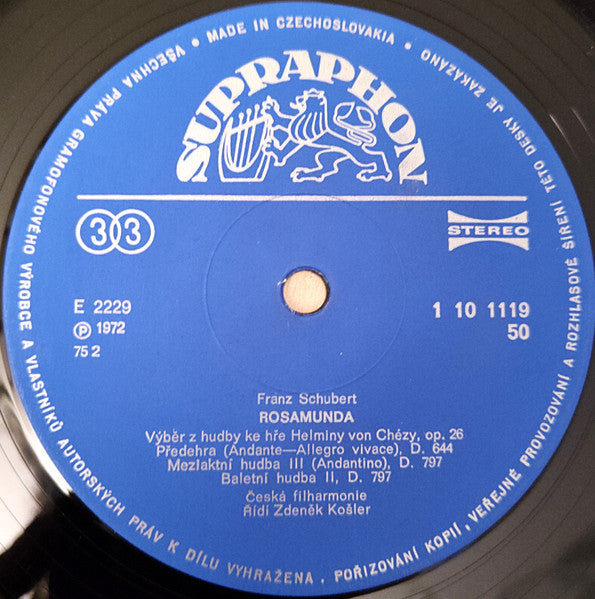 VŠECHNA PRÁVA GRAMOFONOVÉHO VÝROBCE A VLASTNÍKŮ AUTORSKÝCH PRÁV K DÍLU VYHRAŽENA. POŘIZOVÁNÍ KOPIÍ, VEŘEJNÉ PROVOZOVÁNÍ A ROZHLASOVÉ ŠÍŘENÍ TÉTO DESKY JE ZAKÁZÁNO • MADE IN CZECHOSLOVAKIA •
SUPRAPHON
33
STEREO
E 2229
Ⓟ 1972
75 2
1 10 1119
50
Franz Schubert
ROSAMUNDA
Výběr z hudby ke hře Helminy von Chézy, op. 26
Předehra (Andante—Allegro vivace), D. 644
Mezlaktní hudba III (Andantino), D. 797
Baletní hudba II, D. 797
Česká filharmonie
Řídí Zdeněk Košler